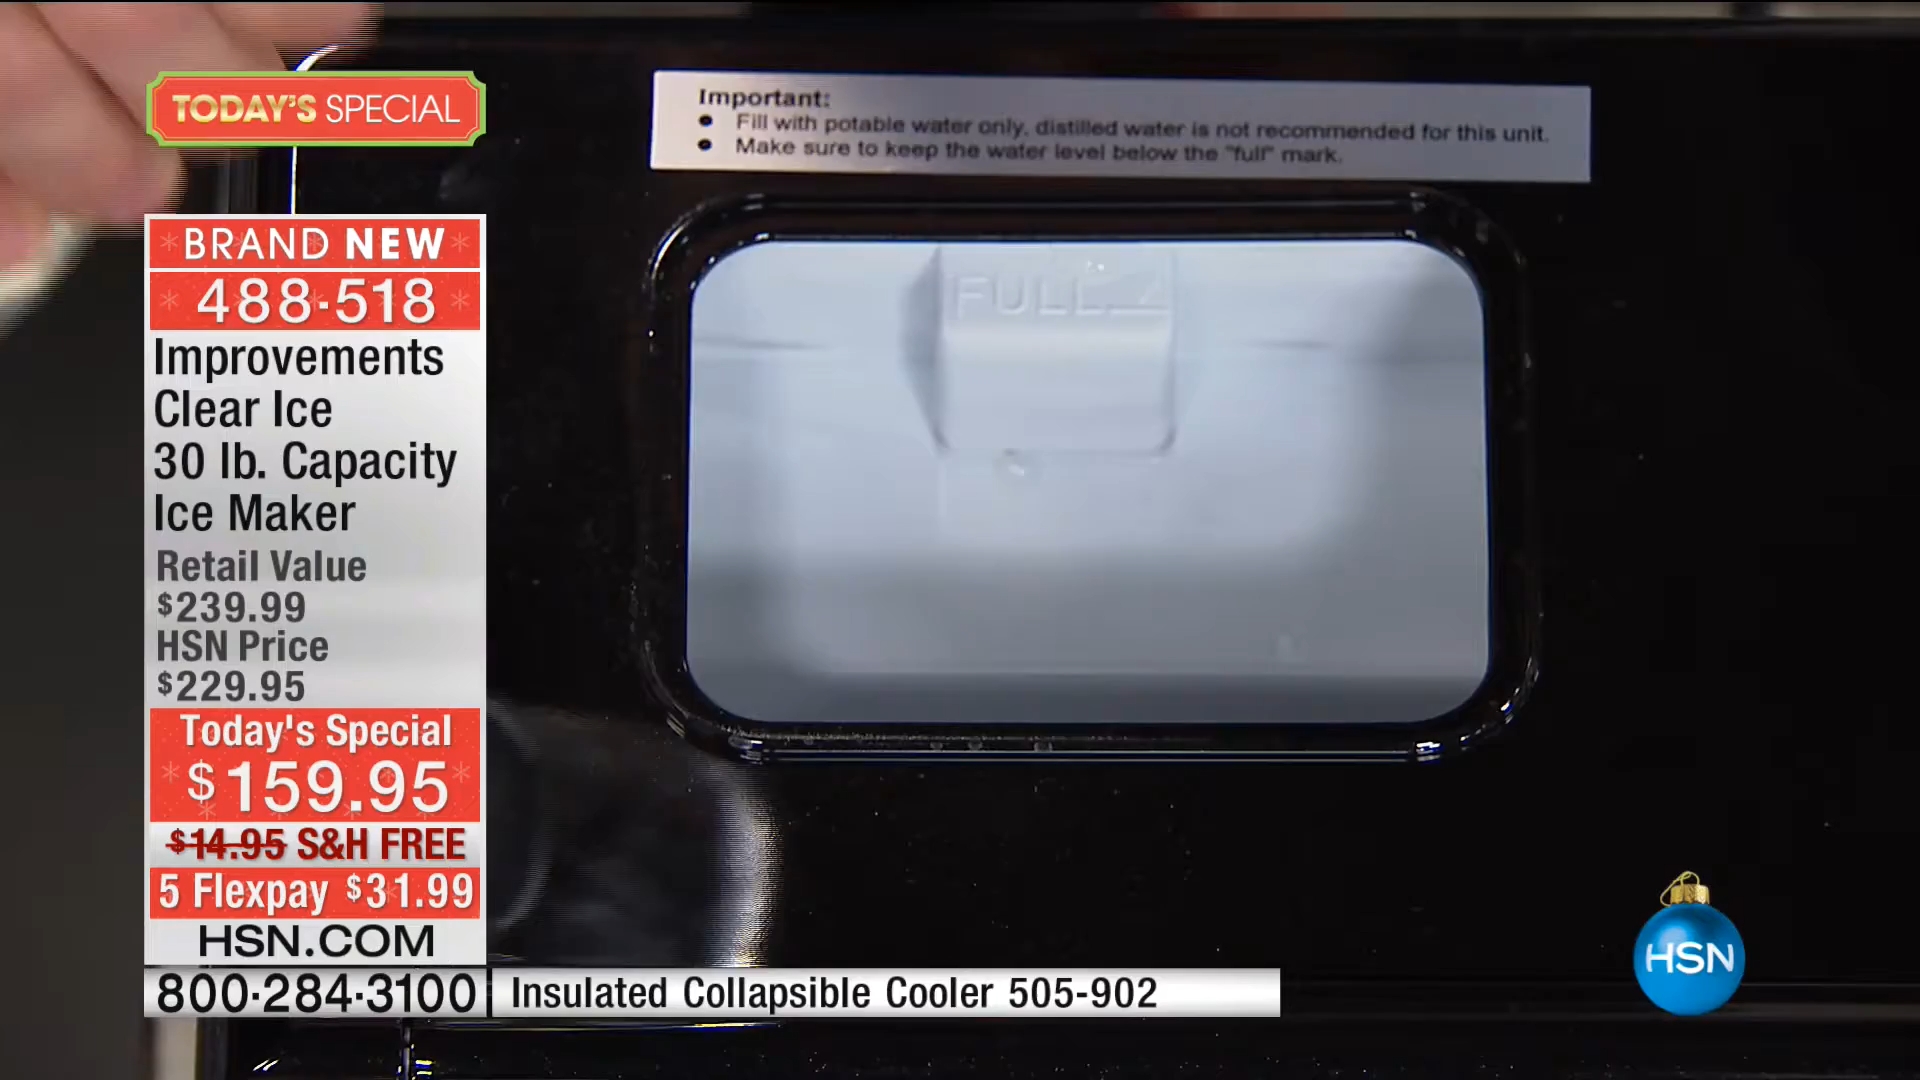 TODAY'S SPECIAL
BRAND NEW
488-518
Improvements
Clear Ice
30 lb. Capacity
Ice Maker
Retail Value
$239.99
HSN Price
$229.95
Today's Special
$159.95
$14.95 S&H FREE
5 Flexpay $31.99
HSN.COM
800·284·3100
Insulated Collapsible Cooler 505-902
Important:
● Fill with potable water only, distilled water is not recommended for this unit.
● Make sure to keep the water level below the "full" mark.
FULL
HSN